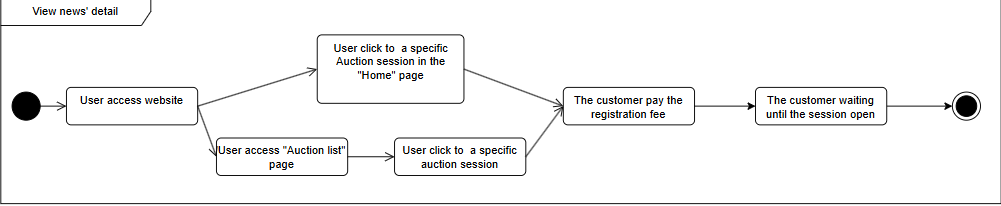 View news' detail
User access website
User click to a specific
Auction session in the
"Home" page
User access "Auction list"
page
User click to a specific
auction session
The customer pay the
registration fee
The customer waiting
until the session open